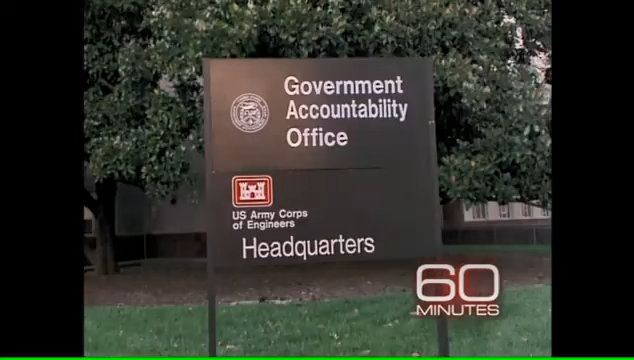 Government
Accountability
Office
US Army Corps
of Engineers
Headquarters
60
MINUTES